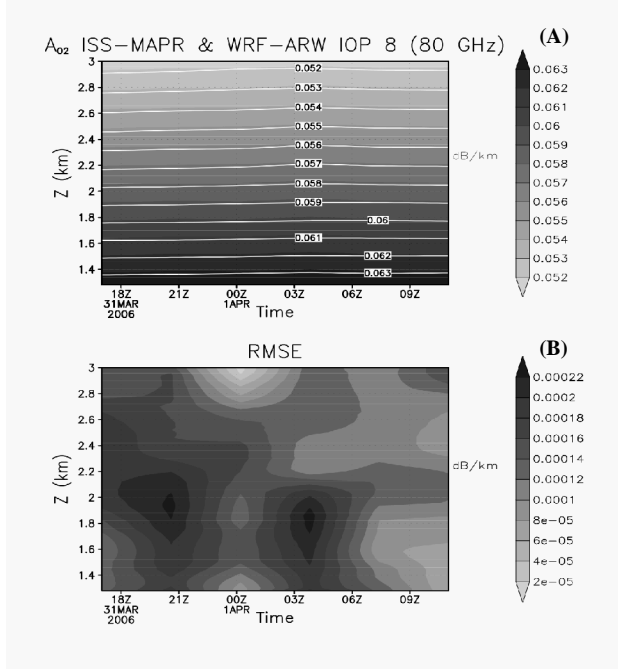 (A)
A₀₂ ISS-MAPR & WRF-ARW IOP 8 (80 GHz)
3
2.8
2.6
2.4
2.2
2
1.8
1.6
1.4
Z (km)
0.052
0.053
0.054
0.055
0.056
0.057
0.058
0.059
0.06
0.061
0.062
0.063
18Z 21Z 00Z 03Z 06Z 09Z
31MAR 1APR
2006
Time
dB/km
0.063
0.062
0.061
0.06
0.059
0.058
0.057
0.056
0.055
0.054
0.053
0.052
(B)
RMSE
3
2.8
2.6
2.4
2.2
2
1.8
1.6
1.4
Z (km)
18Z 21Z 00Z 03Z 06Z 09Z
31MAR 1APR
2006
Time
dB/km
0.00022
0.0002
0.00018
0.00016
0.00014
0.00012
0.0001
8e-05
6e-05
4e-05
2e-05